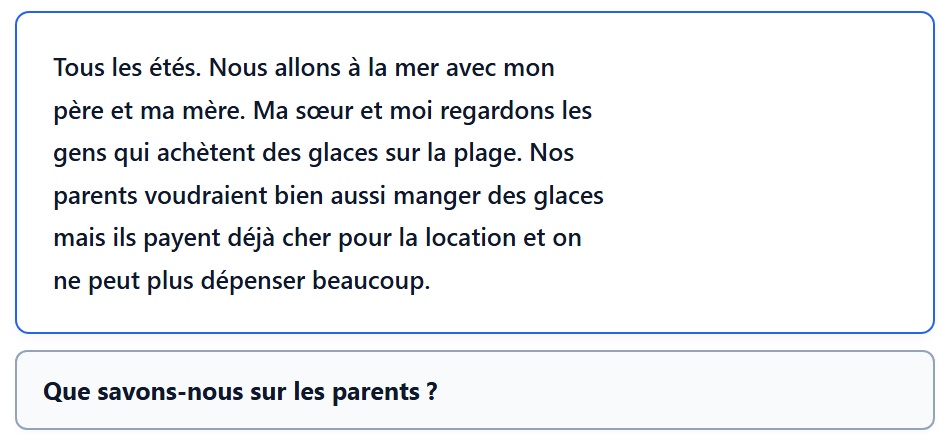 Tous les étés. Nous allons à la mer avec mon
père et ma mère. Ma sœur et moi regardons les
gens qui achètent des glaces sur la plage. Nos
parents voudraient bien aussi manger des glaces
mais ils payent déjà cher pour la location et on
ne peut plus dépenser beaucoup.
Que savons-nous sur les parents ?